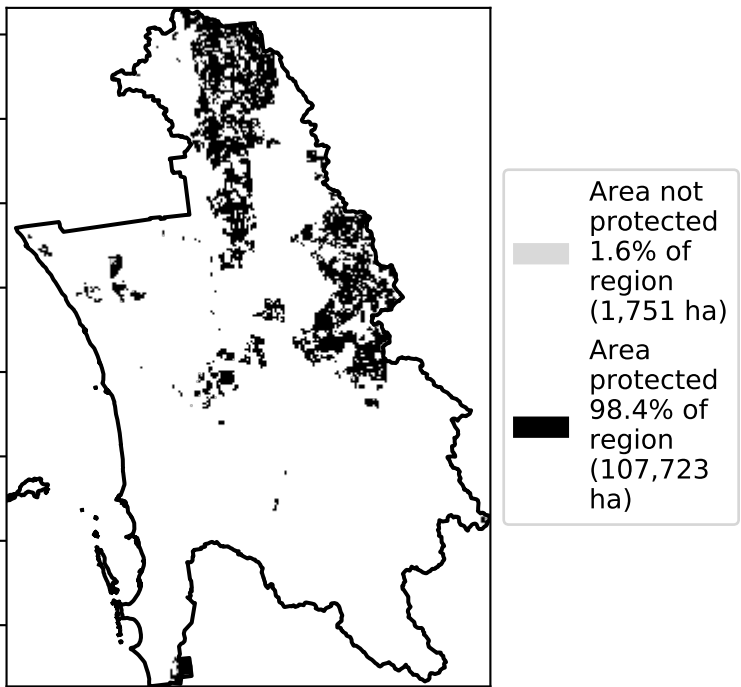 Area not
protected
1.6% of
region
(1,751 ha)
Area
protected
98.4% of
region
(107,723
ha)